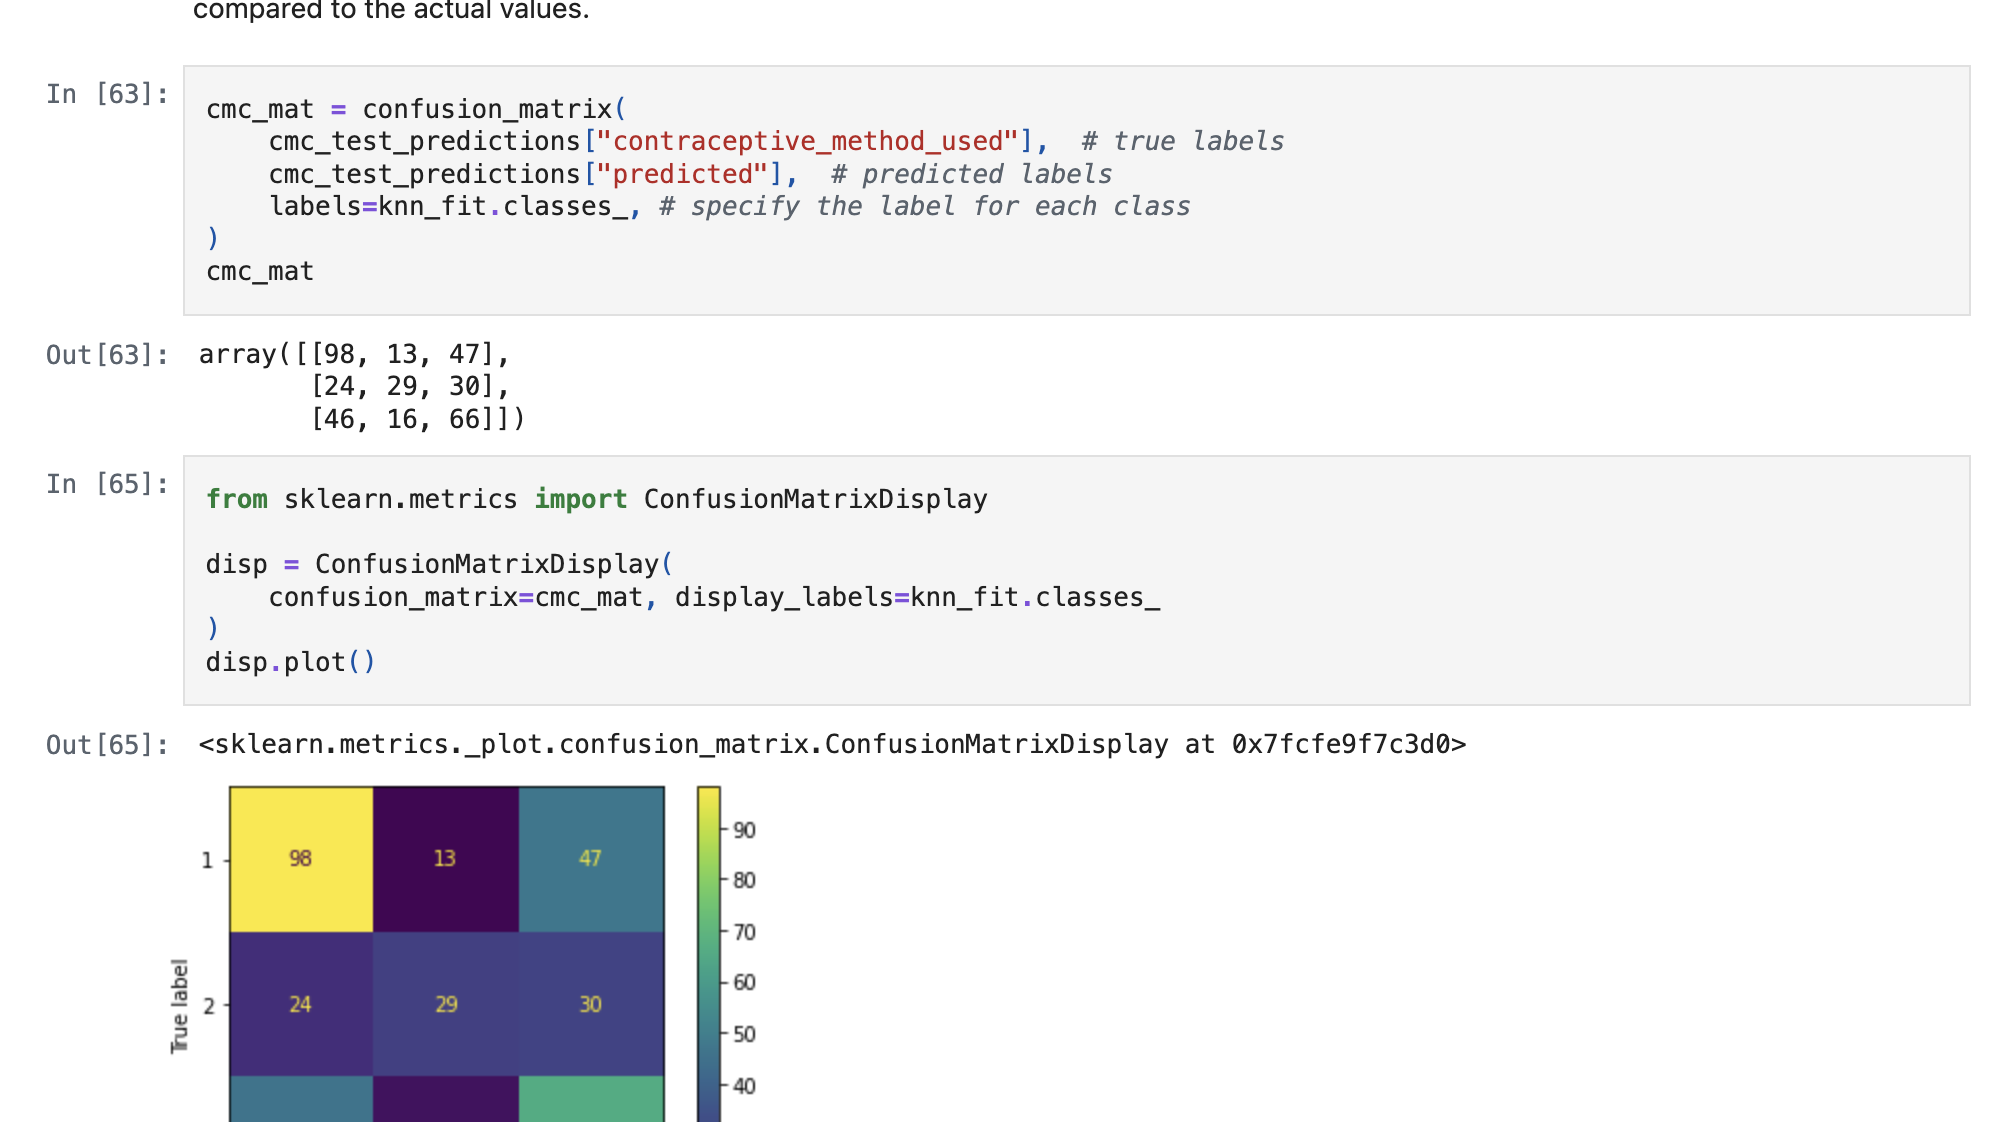 compared to the actual values.
In [63]:
cmc_mat = confusion_matrix(
    cmc_test_predictions["contraceptive_method_used"],  # true labels
    cmc_test_predictions["predicted"],  # predicted labels
    labels=knn_fit.classes_, # specify the label for each class
)
cmc_mat
Out[63]: array([[98, 13, 47],
       [24, 29, 30],
       [46, 16, 66]])
In [65]:
from sklearn.metrics import ConfusionMatrixDisplay
disp = ConfusionMatrixDisplay(
    confusion_matrix=cmc_mat, display_labels=knn_fit.classes_
)
disp.plot()
Out[65]: <sklearn.metrics._plot.confusion_matrix.ConfusionMatrixDisplay at 0x7fcfe9f7c3d0>
1 98 13 47
2 24 29 30
True label
90
80
70
60
50
40